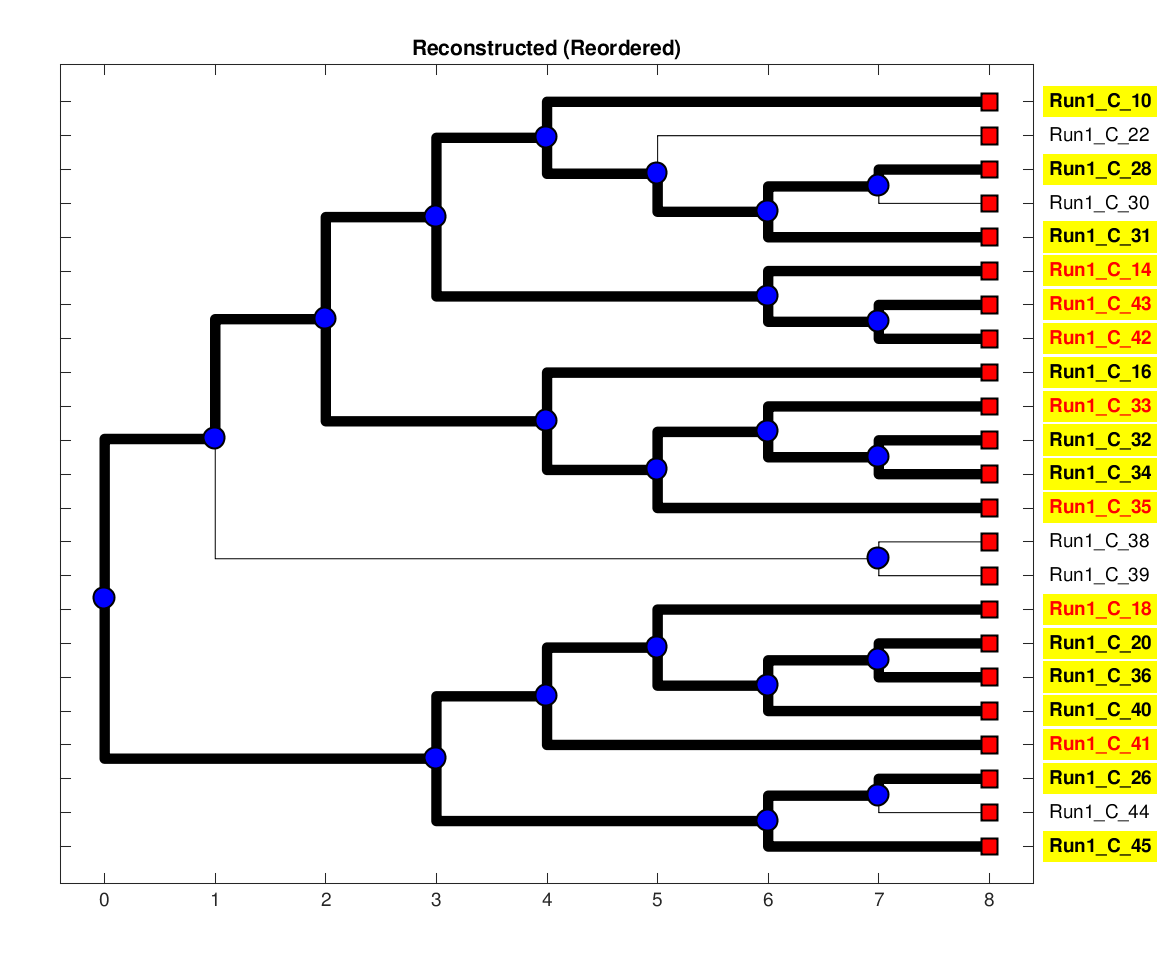 Reconstructed (Reordered)
Run1_C_10
Run1_C_22
Run1_C_28
Run1_C_30
Run1_C_31
Run1_C_14
Run1_C_43
Run1_C_42
Run1_C_16
Run1_C_33
Run1_C_32
Run1_C_34
Run1_C_35
Run1_C_38
Run1_C_39
Run1_C_18
Run1_C_20
Run1_C_36
Run1_C_40
Run1_C_41
Run1_C_26
Run1_C_44
Run1_C_45
0 1 2 3 4 5 6 7 8